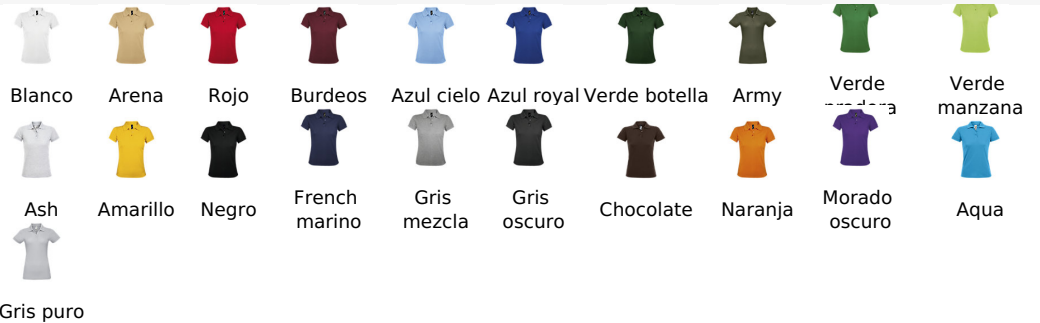 Blanco Arena Rojo Burdeos Azul cielo Azul royal Verde botella Army Verde Verde
manzana
Ash Amarillo Negro French Gris Gris Chocolate Naranja Morado Aqua
marino mezcla oscuro oscuro
Gris puro